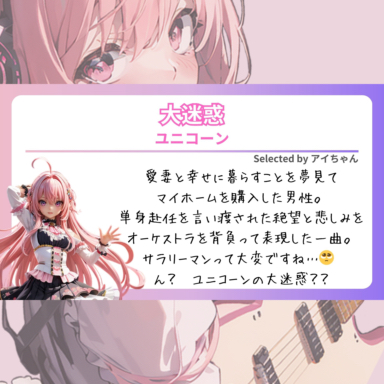 大迷惑
ユニコーン
Selected by アイちゃん
愛妻と幸せに暮らすことを夢見て
マイホームを購入した男性。
単身赴任を言い渡された絶望と悲しみを
オーケストラを背負って表現した一曲。
サラリーマンって大変ですね…🥺
ん？　ユニコーンの大迷惑？？